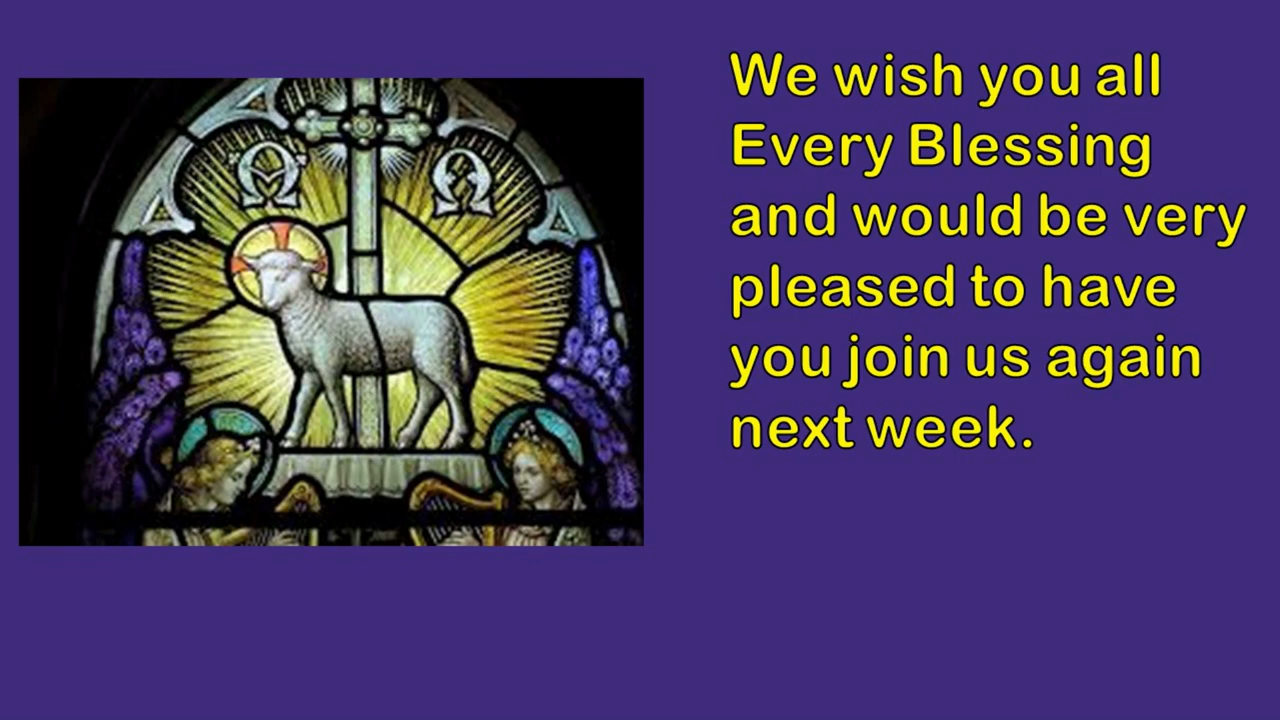 Α Ω
We wish you all
Every Blessing
and would be very
pleased to have
you join us again
next week.